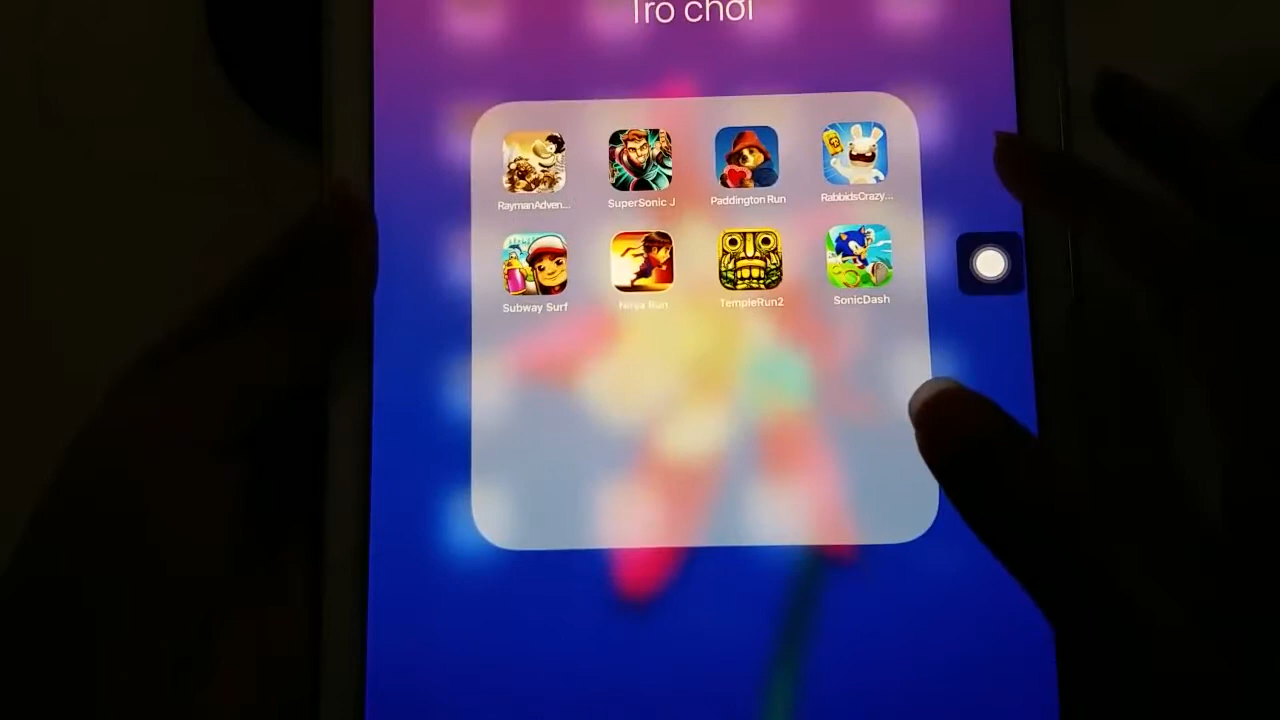 Trò chơi
RaymanAdven... SuperSonic J Paddington Run RabbidsCrazy...
Subway Surf Ninja Run TempleRun2 SonicDash